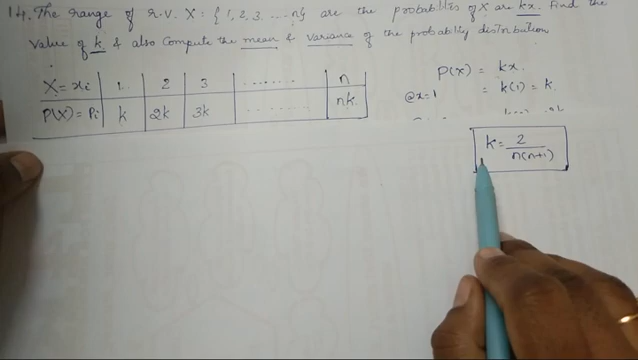 14. The range of r.v. X = {1, 2, 3 .... n} are the probabilities of X are kx. Find the
value of k & also Compute the mean & variance of the probability distribution
X = xi 1 2 3 ........ n
P(X) = Pi k 2k 3k ........ nk
P(X) = kx
@x=1 = k(1) = k
k = 2/n(n+1)